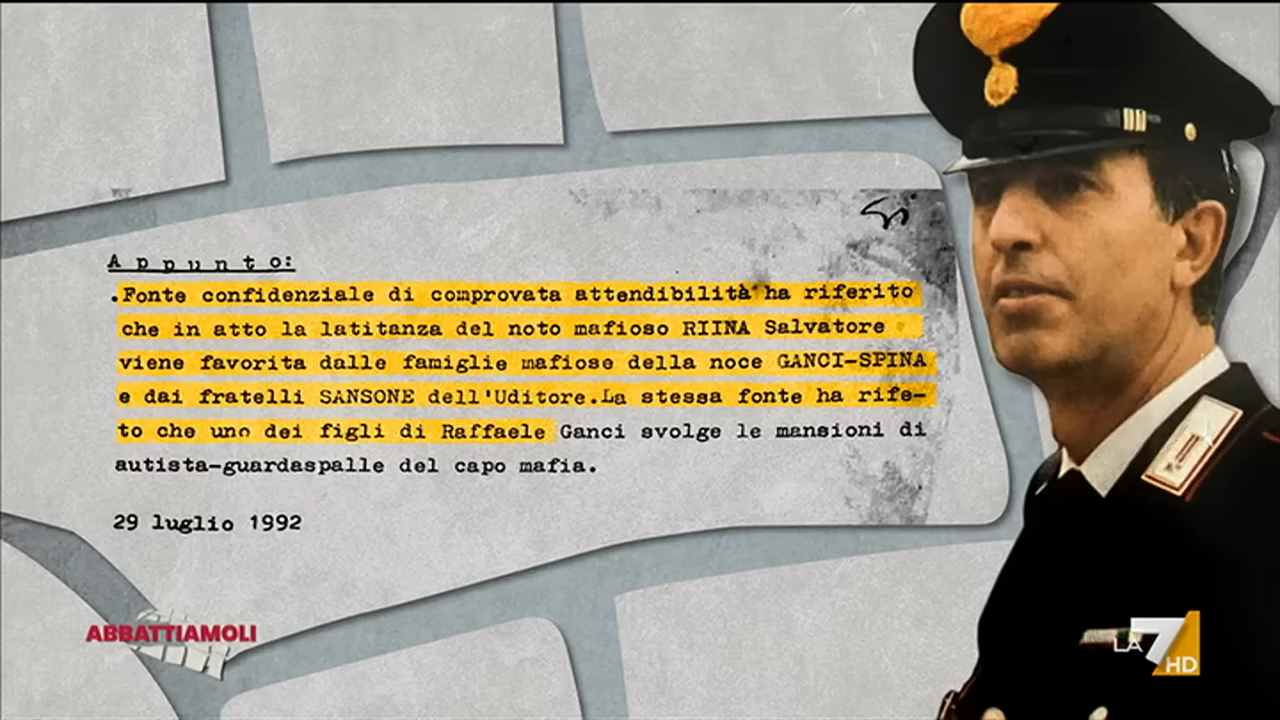 Appunto:
.Fonte confidenziale di comprovata attendibilità ha riferito
che in atto la latitanza del noto mafioso RIINA Salvatore
viene favorita dalle famiglie mafiose della noce GANCI-SPINA
e dai fratelli SANSONE dell'Uditore.La stessa fonte ha rife-
to che uno dei figli di Raffaele Ganci svolge le mansioni di
autista-guardaspalle del capo mafia.
29 luglio 1992
ABBATTIAMOLI
LA7
HD